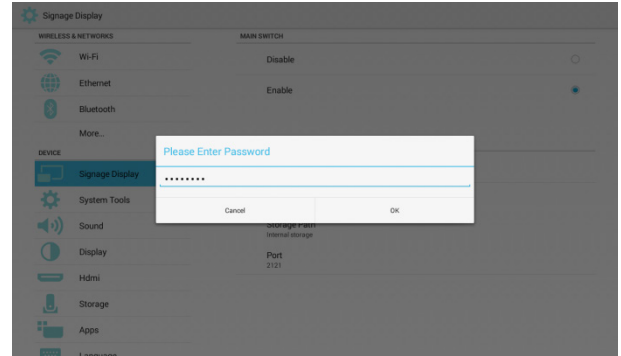 Signage Display
WIRELESS & NETWORKS
Wi-Fi
Ethernet
Bluetooth
More...
DEVICE
Signage Display
System Tools
Sound
Display
Hdmi
Storage
Apps
Language
MAIN SWITCH
Disable
Enable
Please Enter Password
••••••••
Cancel
OK
Storage Path
Internal storage
Port
2121